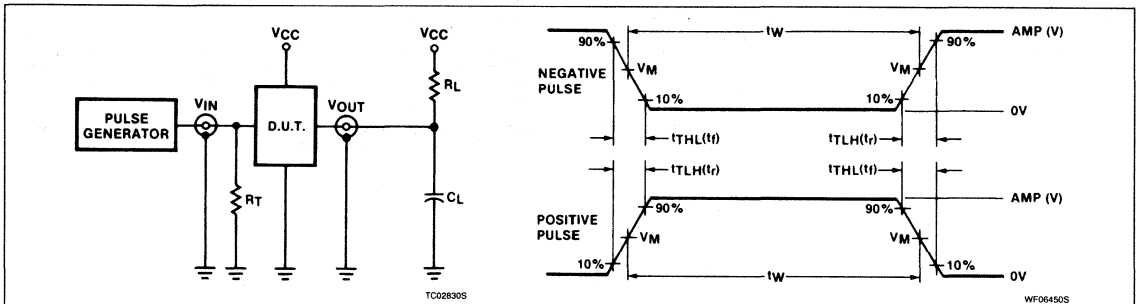 VCC
VCC
RL
PULSE
GENERATOR
VIN
D.U.T.
VOUT
RT
CL
TC02830S
90%
tW
90%
AMP (V)
NEGATIVE
PULSE
VM
VM
10%
10%
0V
tTHL(tf)
tTLH(tr)
tTLH(tr)
tTHL(tf)
AMP (V)
90%
90%
POSITIVE
PULSE
VM
VM
10%
tW
10%
0V
WF06450S